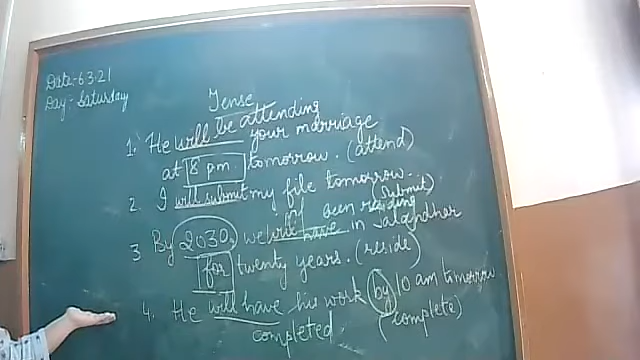 Date-6.3.21
Day- Saturday
Tense
1. He will be attending your marriage
at 8 pm. tomorrow. (attend)
2. I will submit my file tomorrow.
(submit)
been residing
3 By 2030, we will have in Jalandhar
for twenty years. (reside)
4. He will have his work by 10 am tomorrow
completed (complete)